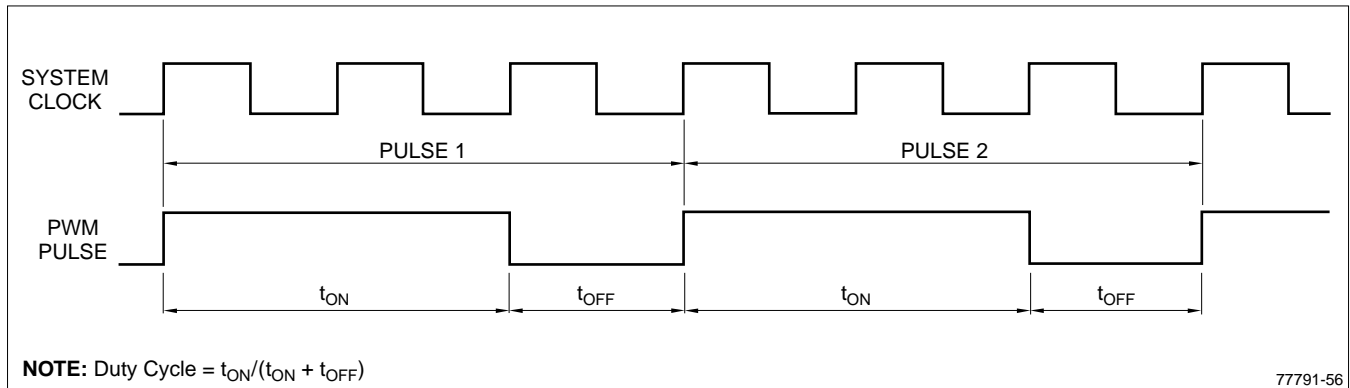 SYSTEM
CLOCK
PULSE 1
PULSE 2
PWM
PULSE
tON
tOFF
tON
tOFF
NOTE: Duty Cycle = tON/(tON + tOFF)
77791-56